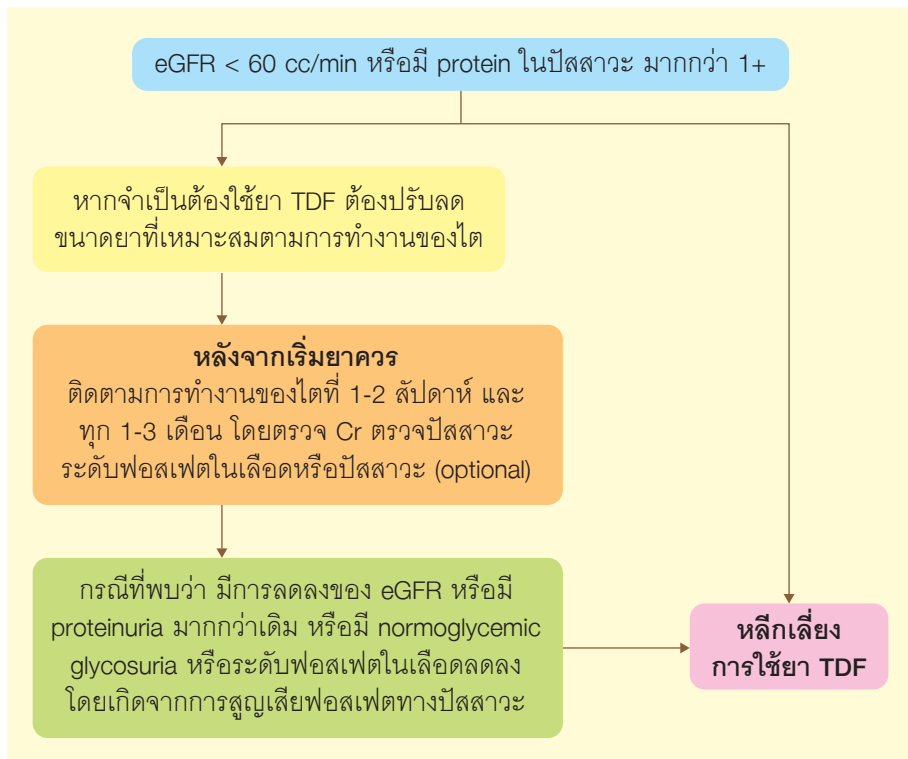 eGFR < 60 cc/min หรือมี protein ในปัสสาวะ มากกว่า 1+
หากจำเป็นต้องใช้ยา TDF ต้องปรับลด
ขนาดยาที่เหมาะสมตามการทำงานของไต
หลังจากเริ่มยาควร
ติดตามการทำงานของไตที่ 1-2 สัปดาห์ และ
ทุก 1-3 เดือน โดยตรวจ Cr ตรวจปัสสาวะ
ระดับฟอสเฟตในเลือดหรือปัสสาวะ (optional)
กรณีที่พบว่า มีการลดลงของ eGFR หรือมี
proteinuria มากกว่าเดิม หรือมี normoglycemic
glycosuria หรือระดับฟอสเฟตในเลือดลดลง
โดยเกิดจากการสูญเสียฟอสเฟตทางปัสสาวะ
หลีกเลี่ยง
การใช้ยา TDF